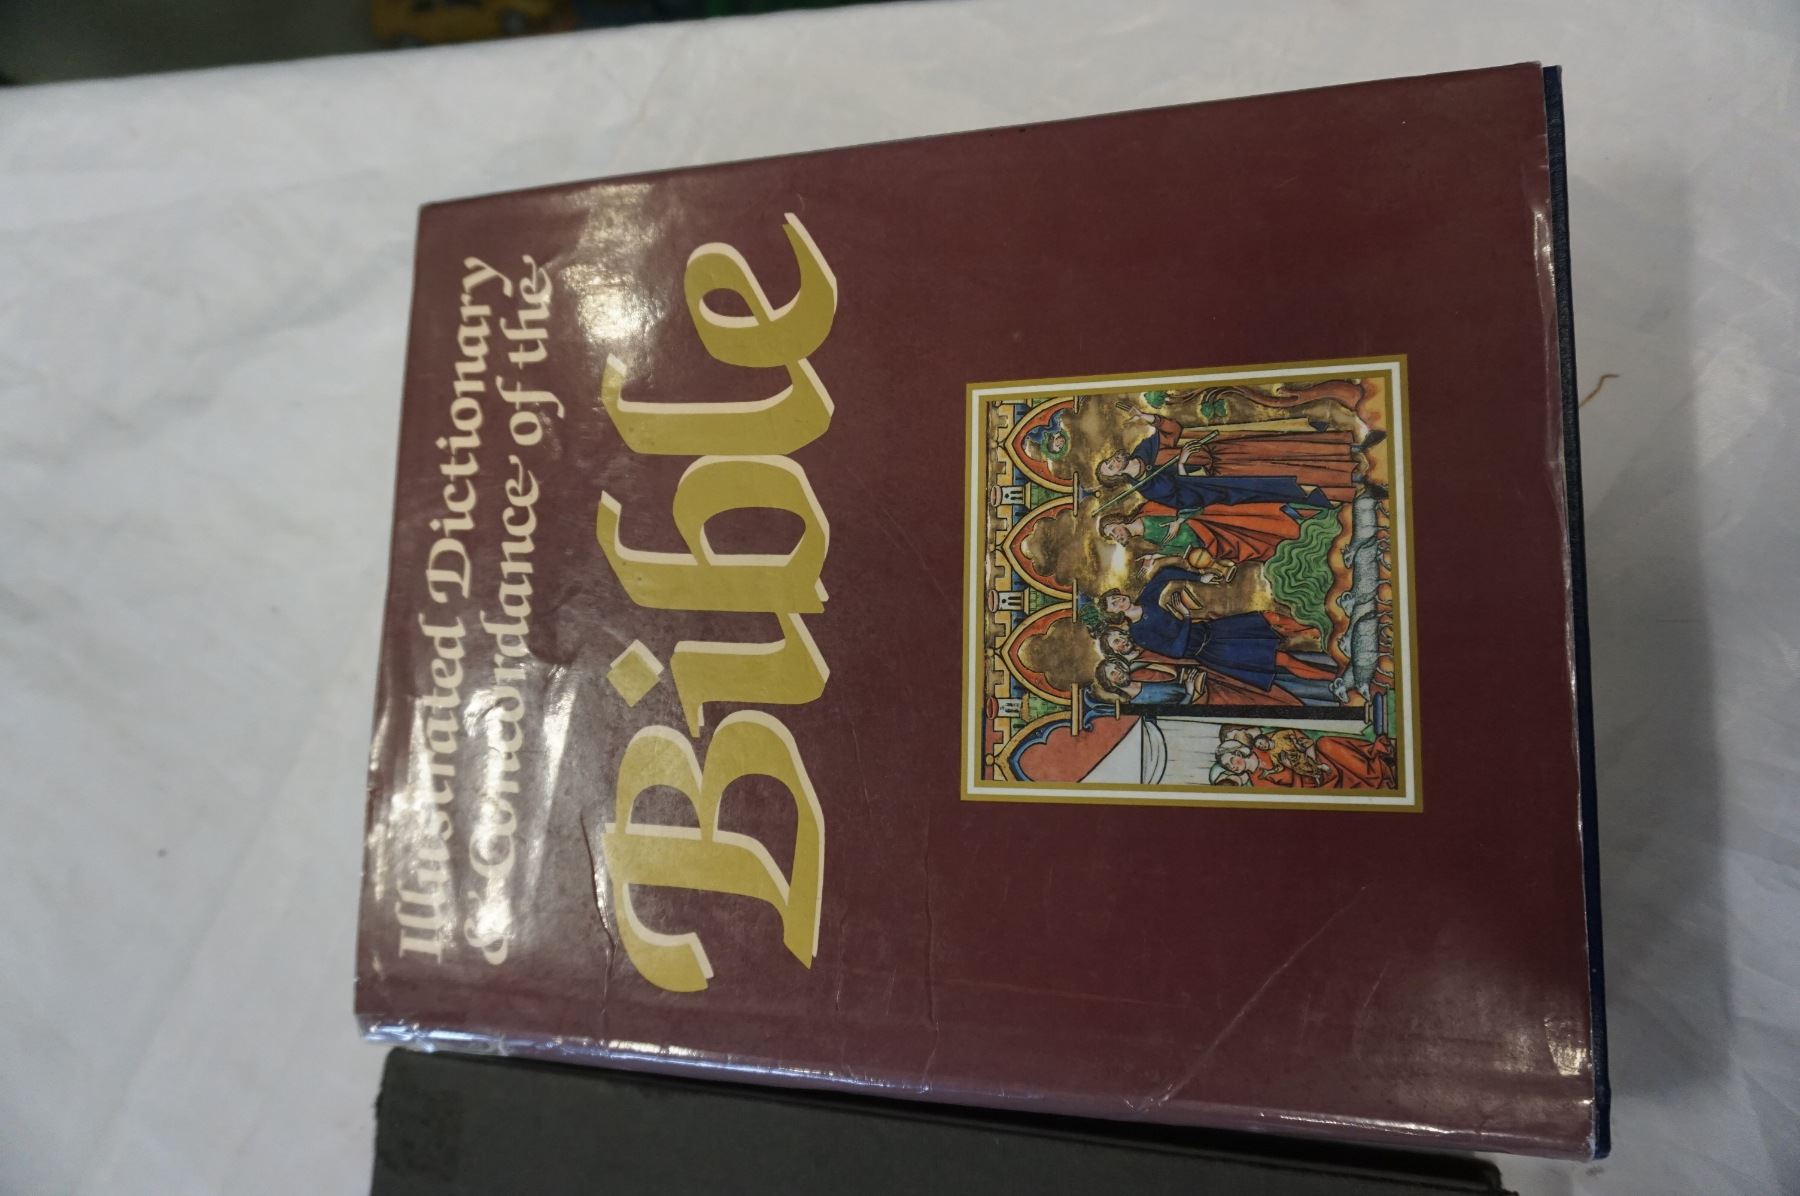 Illustrated Dictionary
& Concordance of the
Bible